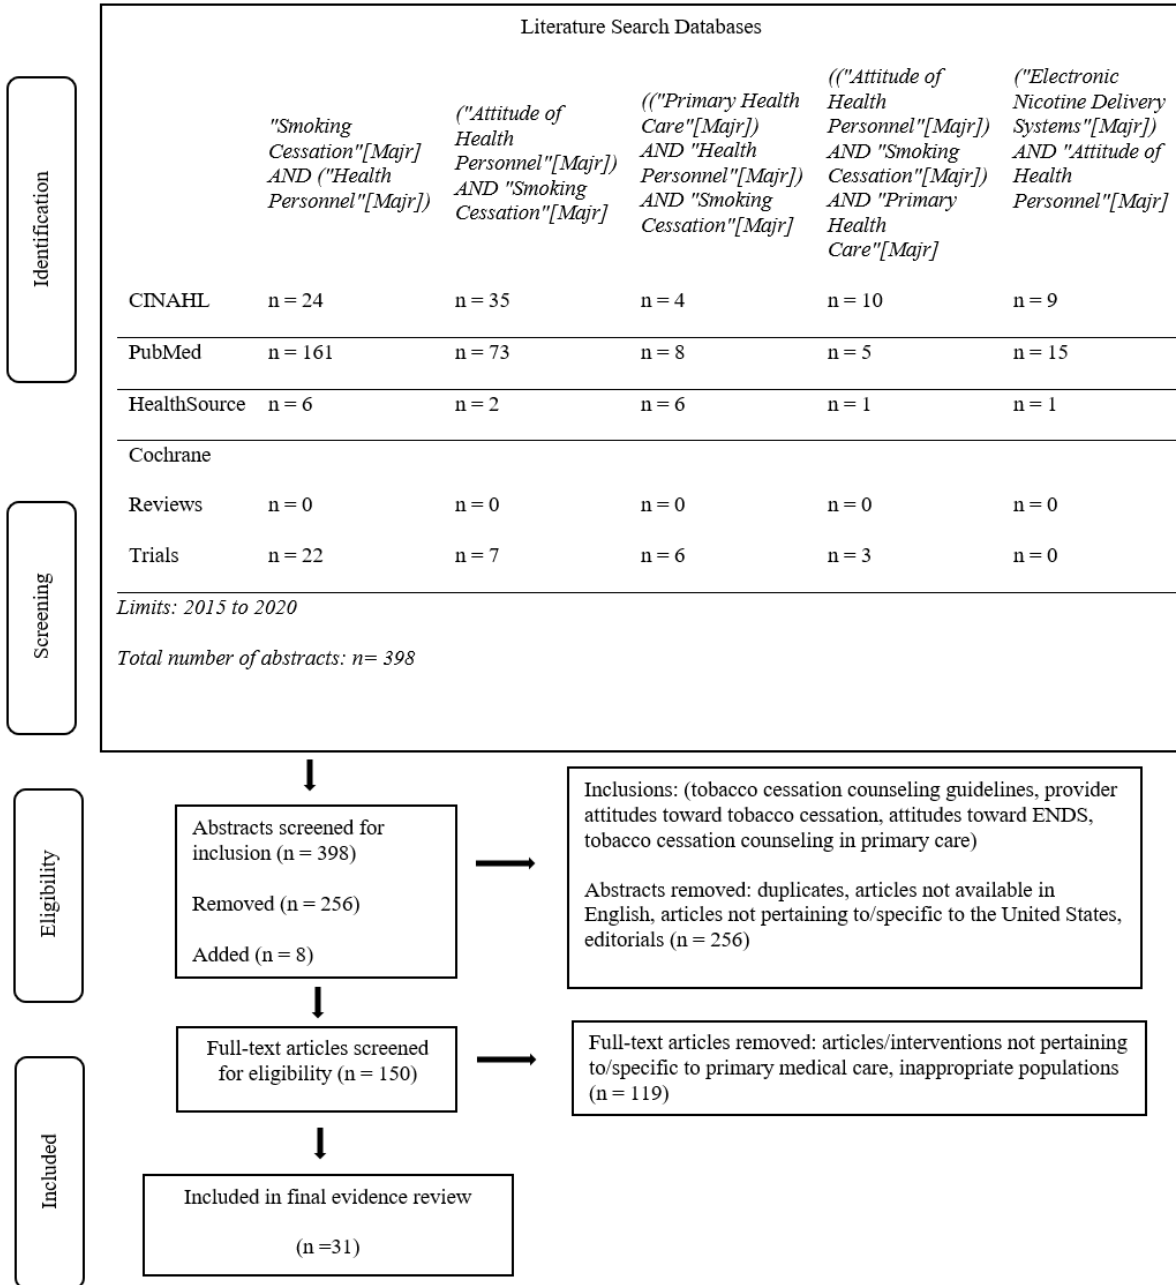 Literature Search Databases
"Smoking
Cessation"[Majr]
AND ("Health
Personnel"[Majr])
("Attitude of
Health
Personnel"[Majr])
AND "Smoking
Cessation"[Majr]
(("Primary Health
Care"[Majr])
AND "Health
Personnel"[Majr])
AND "Smoking
Cessation"[Majr]
(("Attitude of
Health
Personnel"[Majr])
AND "Smoking
Cessation"[Majr])
AND "Primary
Health
Care"[Majr]
("Electronic
Nicotine Delivery
Systems"[Majr])
AND "Attitude of
Health
Personnel"[Majr]
CINAHL n = 24 n = 35 n = 4 n = 10 n = 9
PubMed n = 161 n = 73 n = 8 n = 5 n = 15
HealthSource n = 6 n = 2 n = 6 n = 1 n = 1
Cochrane
Reviews n = 0 n = 0 n = 0 n = 0 n = 0
Trials n = 22 n = 7 n = 6 n = 3 n = 0
Limits: 2015 to 2020
Total number of abstracts: n= 398
Identification
Screening
Eligibility
Included
Abstracts screened for
inclusion (n = 398)
Removed (n = 256)
Added (n = 8)
Inclusions: (tobacco cessation counseling guidelines, provider
attitudes toward tobacco cessation, attitudes toward ENDS,
tobacco cessation counseling in primary care)
Abstracts removed: duplicates, articles not available in
English, articles not pertaining to/specific to the United States,
editorials (n = 256)
Full-text articles screened
for eligibility (n = 150)
Full-text articles removed: articles/interventions not pertaining
to/specific to primary medical care, inappropriate populations
(n = 119)
Included in final evidence review
(n =31)